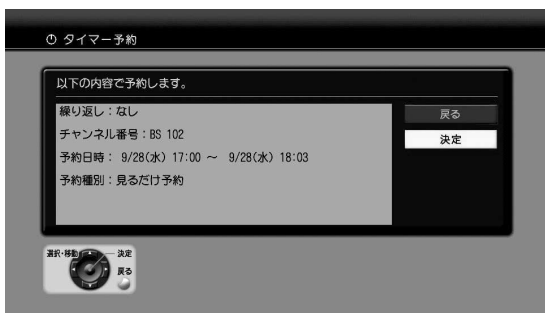 タイマー予約
以下の内容で予約します。
繰り返し：なし
チャンネル番号：BS 102
予約日時： 9/28(水) 17:00 ～ 9/28(水) 18:03
予約種別：見るだけ予約
戻る
決定
選択・移動
決定
戻る